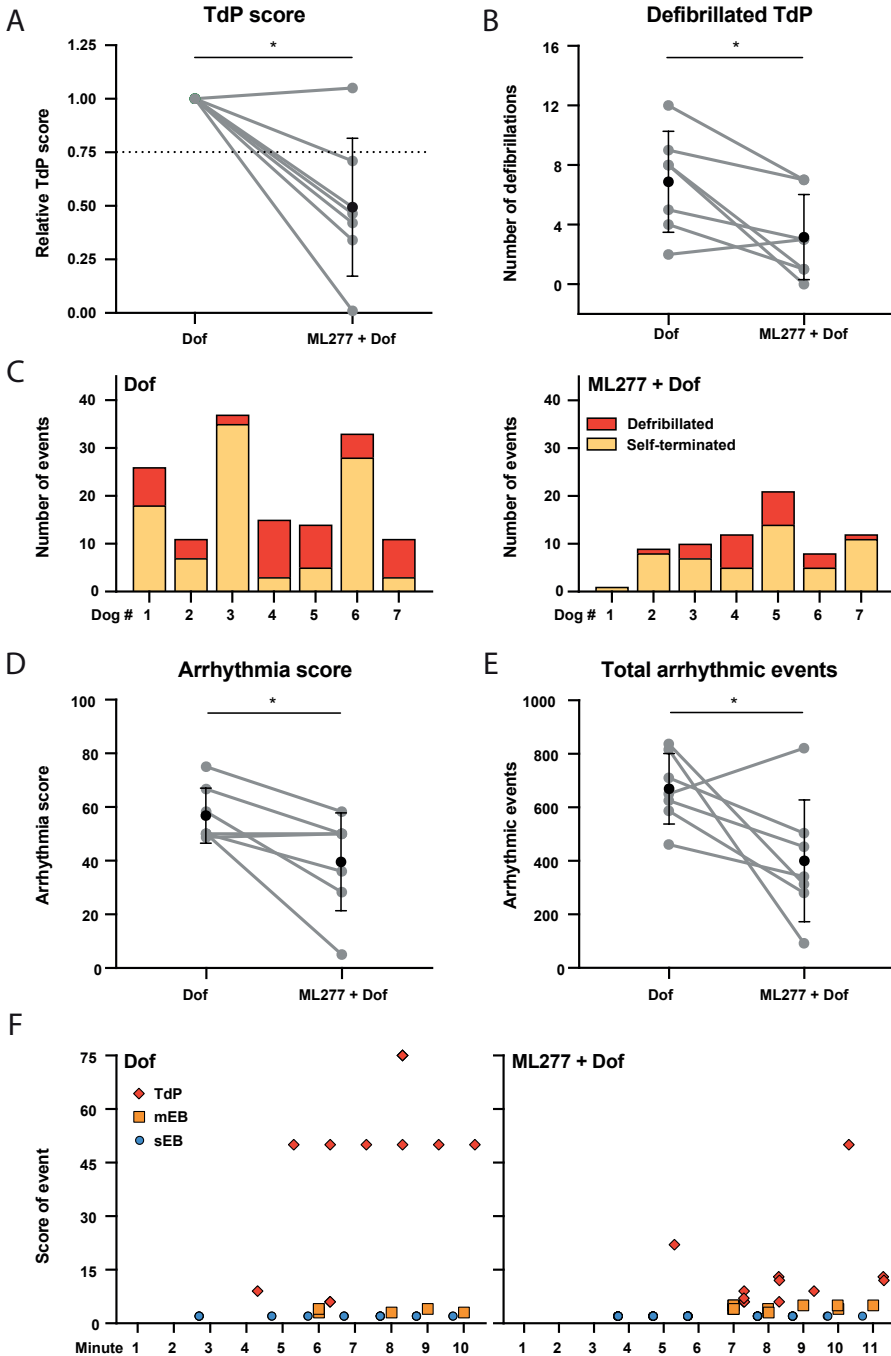 A
TdP score
*
1.25
1.00
0.75
0.50
0.25
0.00
Relative TdP score
Dof
ML277 + Dof
B
Defibrillated TdP
*
16
12
8
4
0
Number of defibrillations
Dof
ML277 + Dof
C
Dof
40
30
20
10
0
Number of events
Dog # 1 2 3 4 5 6 7
ML277 + Dof
Defribillated
Self-terminated
40
30
20
10
0
Number of events
Dog # 1 2 3 4 5 6 7
D
Arrhythmia score
*
100
80
60
40
20
0
Arrhythmia score
Dof
ML277 + Dof
E
Total arrhythmic events
*
1000
800
600
400
200
0
Arrhythmic events
Dof
ML277 + Dof
F
Dof
TdP
mEB
sEB
75
60
45
30
15
0
Score of event
Minute 1 2 3 4 5 6 7 8 9 10
ML277 + Dof
1 2 3 4 5 6 7 8 9 10 11